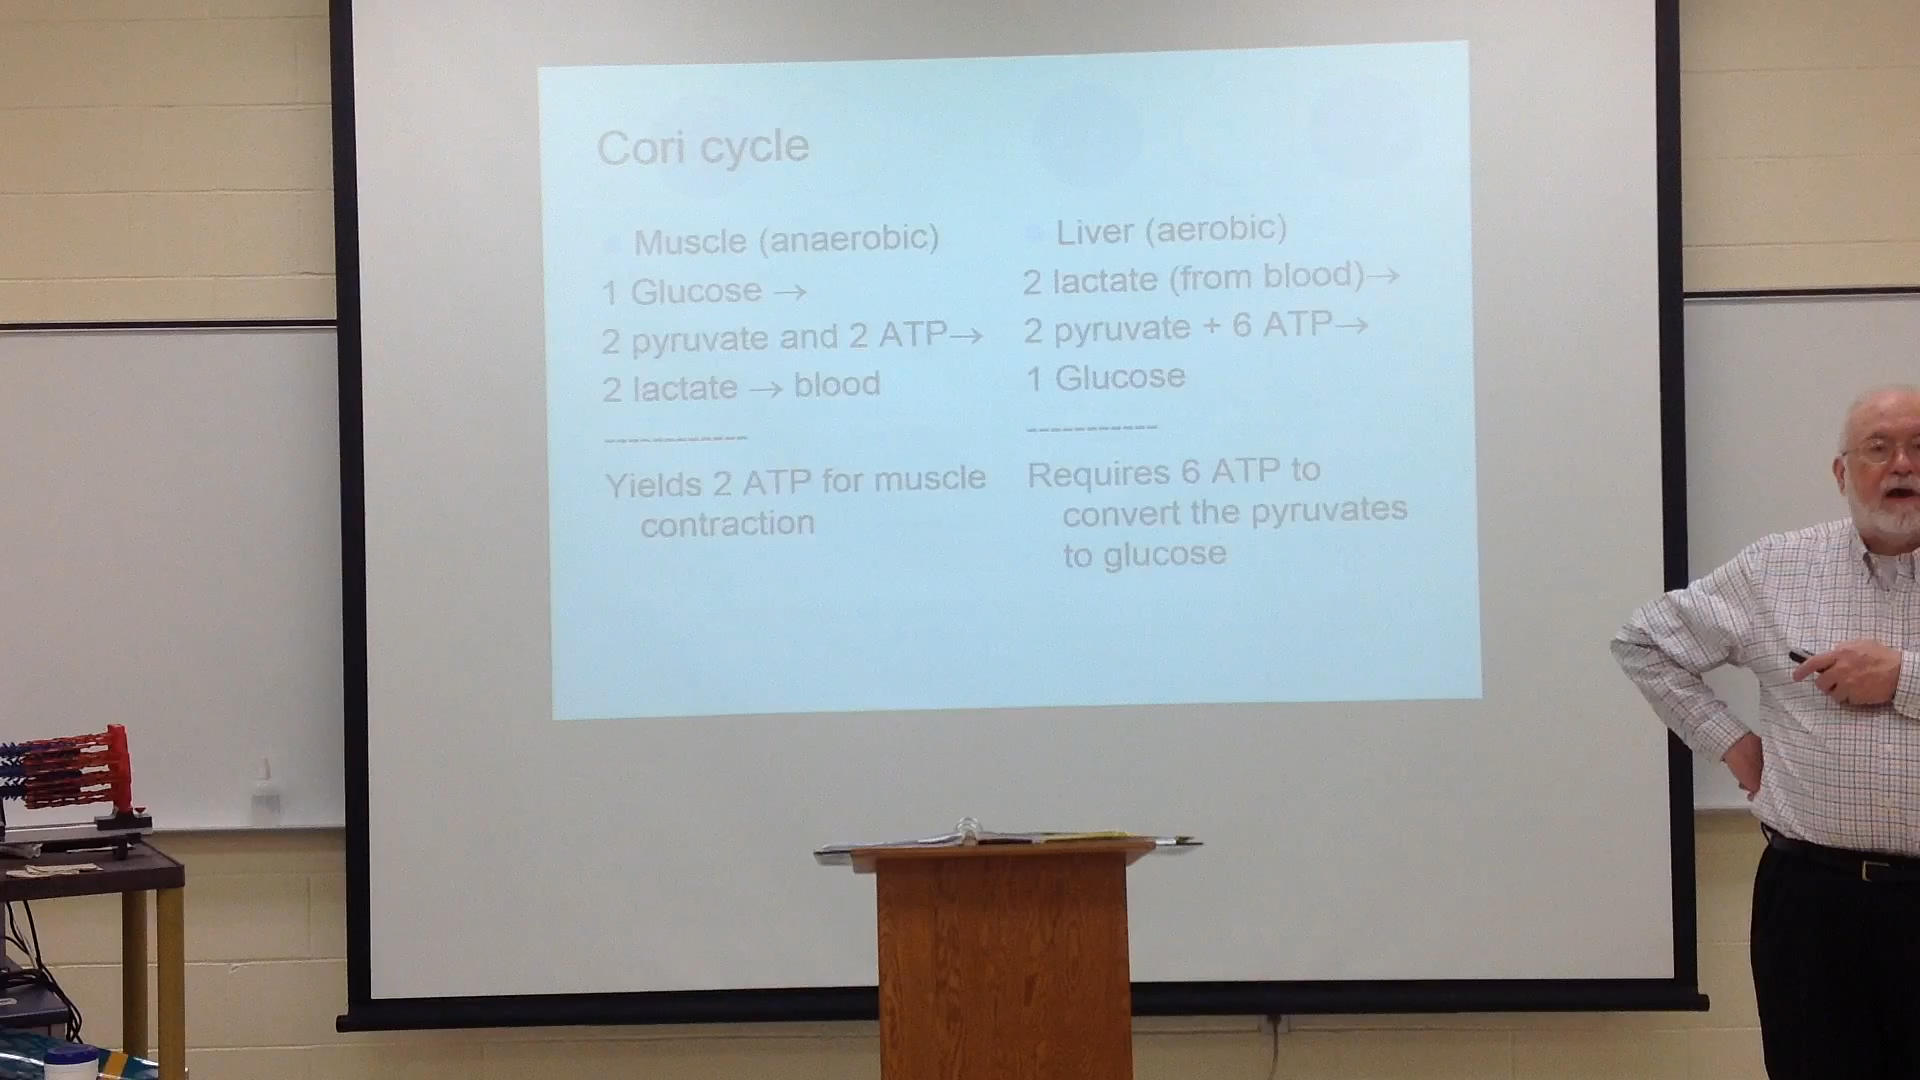 Cori cycle
Muscle (anaerobic)
1 Glucose →
2 pyruvate and 2 ATP→
2 lactate → blood
-------------
Yields 2 ATP for muscle
contraction
Liver (aerobic)
2 lactate (from blood)→
2 pyruvate + 6 ATP→
1 Glucose
------------
Requires 6 ATP to
convert the pyruvates
to glucose